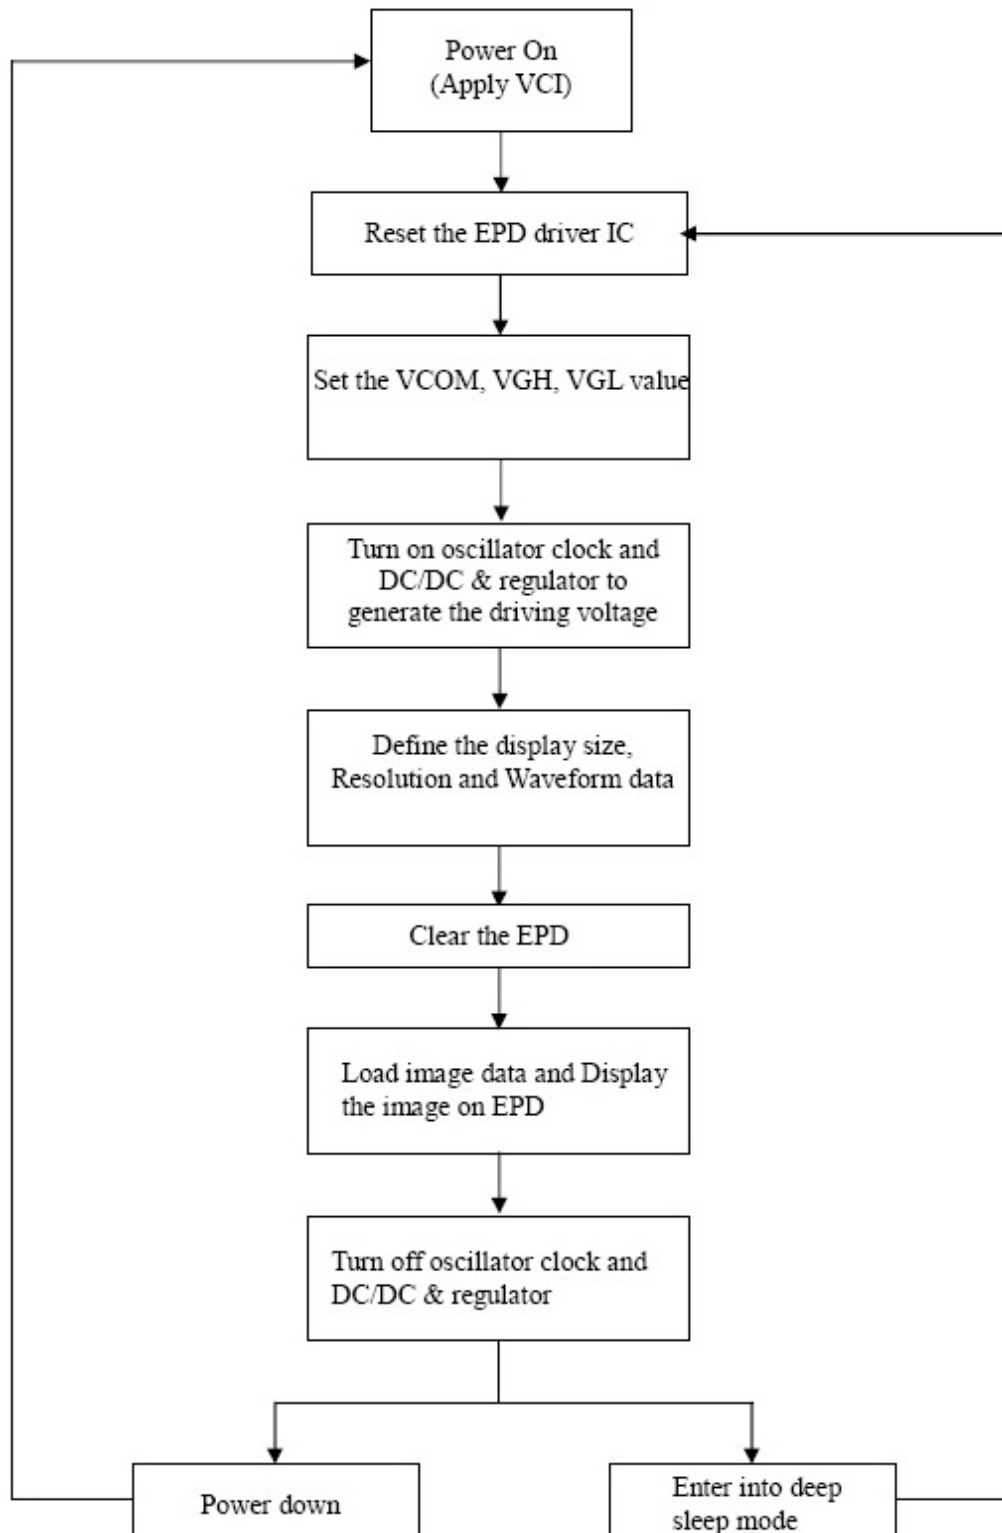 Power On
(Apply VCI)
Reset the EPD driver IC
Set the VCOM, VGH, VGL value
Turn on oscillator clock and
DC/DC & regulator to
generate the driving voltage
Define the display size,
Resolution and Waveform data
Clear the EPD
Load image data and Display
the image on EPD
Turn off oscillator clock and
DC/DC & regulator
Power down
Enter into deep
sleep mode